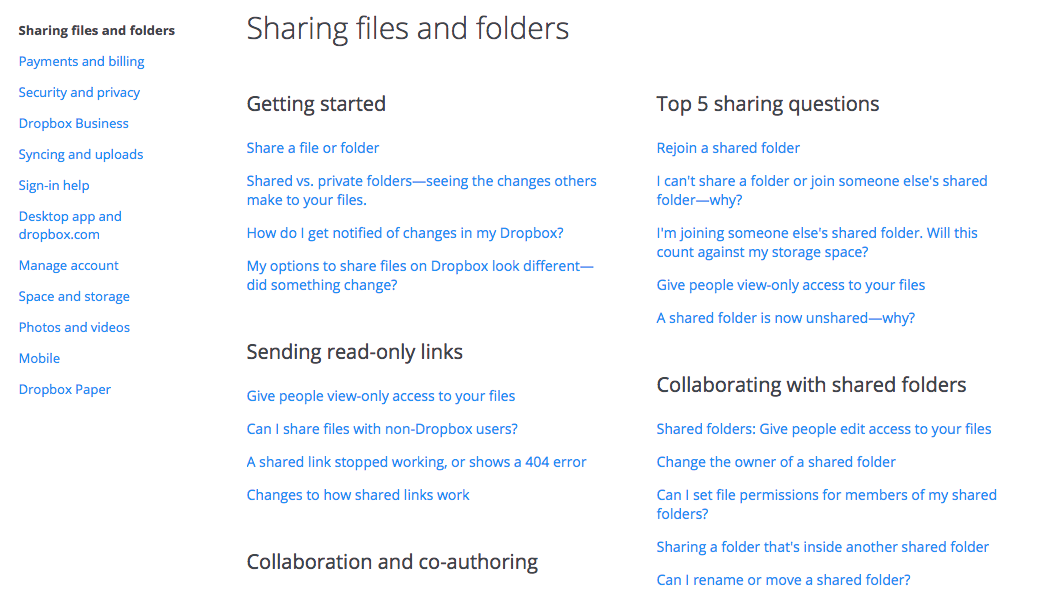 Sharing files and folders
Payments and billing
Security and privacy
Dropbox Business
Syncing and uploads
Sign-in help
Desktop app and
dropbox.com
Manage account
Space and storage
Photos and videos
Mobile
Dropbox Paper
Sharing files and folders
Getting started
Share a file or folder
Shared vs. private folders—seeing the changes others
make to your files.
How do I get notified of changes in my Dropbox?
My options to share files on Dropbox look different—
did something change?
Sending read-only links
Give people view-only access to your files
Can I share files with non-Dropbox users?
A shared link stopped working, or shows a 404 error
Changes to how shared links work
Collaboration and co-authoring
Top 5 sharing questions
Rejoin a shared folder
I can't share a folder or join someone else's shared
folder—why?
I'm joining someone else's shared folder. Will this
count against my storage space?
Give people view-only access to your files
A shared folder is now unshared—why?
Collaborating with shared folders
Shared folders: Give people edit access to your files
Change the owner of a shared folder
Can I set file permissions for members of my shared
folders?
Sharing a folder that's inside another shared folder
Can I rename or move a shared folder?